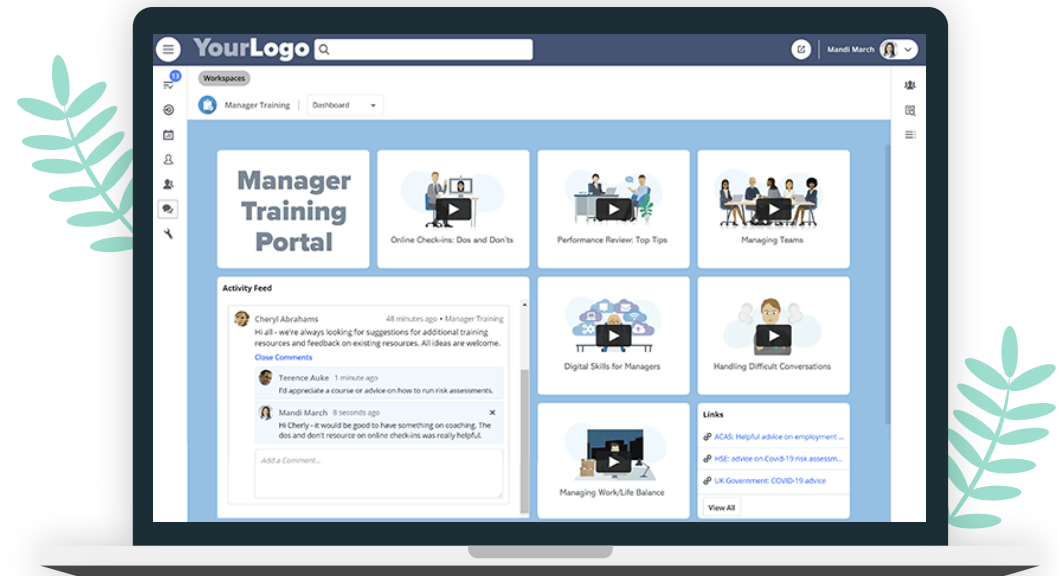 YourLogo
Mandi March
13
Workspaces
Manager Training
Dashboard
Manager
Training
Portal
Online Check-ins: Dos and Don'ts
Performance Review: Top Tips
Managing Teams
Activity Feed
Cheryl Abrahams
48 minutes ago • Manager Training
Hi all - we're always looking for suggestions for additional training
resources and feedback on existing resources. All ideas are welcome.
Close Comments
Terence Auke 1 minute ago
I'd appreciate a course or advice on how to run risk assessments.
Mandi March 8 seconds ago
Hi Cherly - it would be good to have something on coaching. The
dos and don't resource on online check-ins was really helpful.
Add a Comment...
Digital Skills for Managers
Handling Difficult Conversations
Managing Work/Life Balance
Links
ACAS: Helpful advice on employment ...
HSE: advice on Covid-19 risk assessm...
UK Government: COVID-19 advice
View All